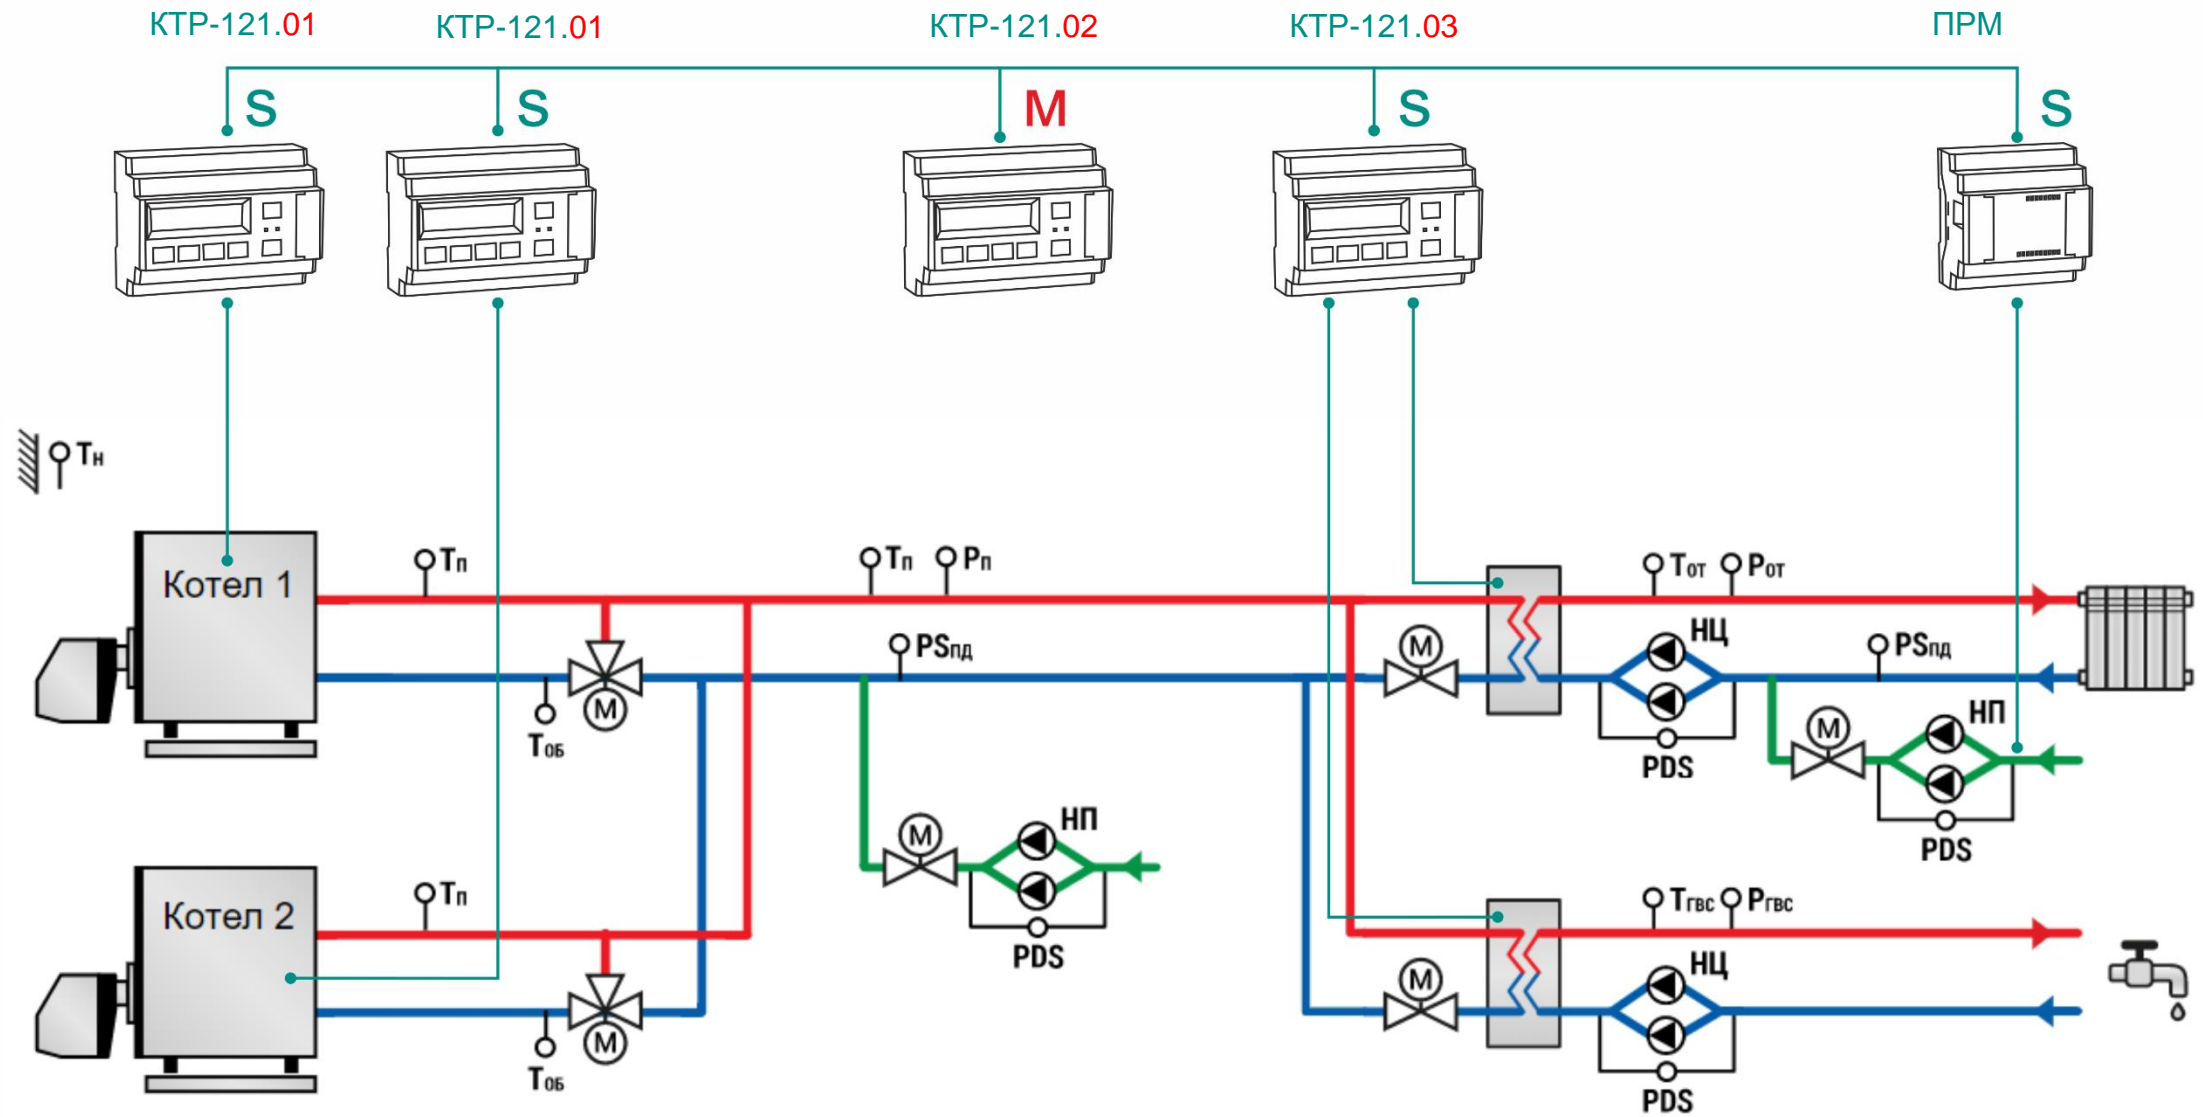 КТР-121.01
КТР-121.01
КТР-121.02
КТР-121.03
ПРМ
S
S
M
S
S
Тн
Котел 1
Тп
Тп
Рп
Тот
Рот
НЦ
М
PSпд
PSпд
М
Тоб
PDS
М
НП
PDS
М
НП
PDS
Котел 2
Тп
Тгвс
Ргвс
НЦ
М
М
Тоб
PDS